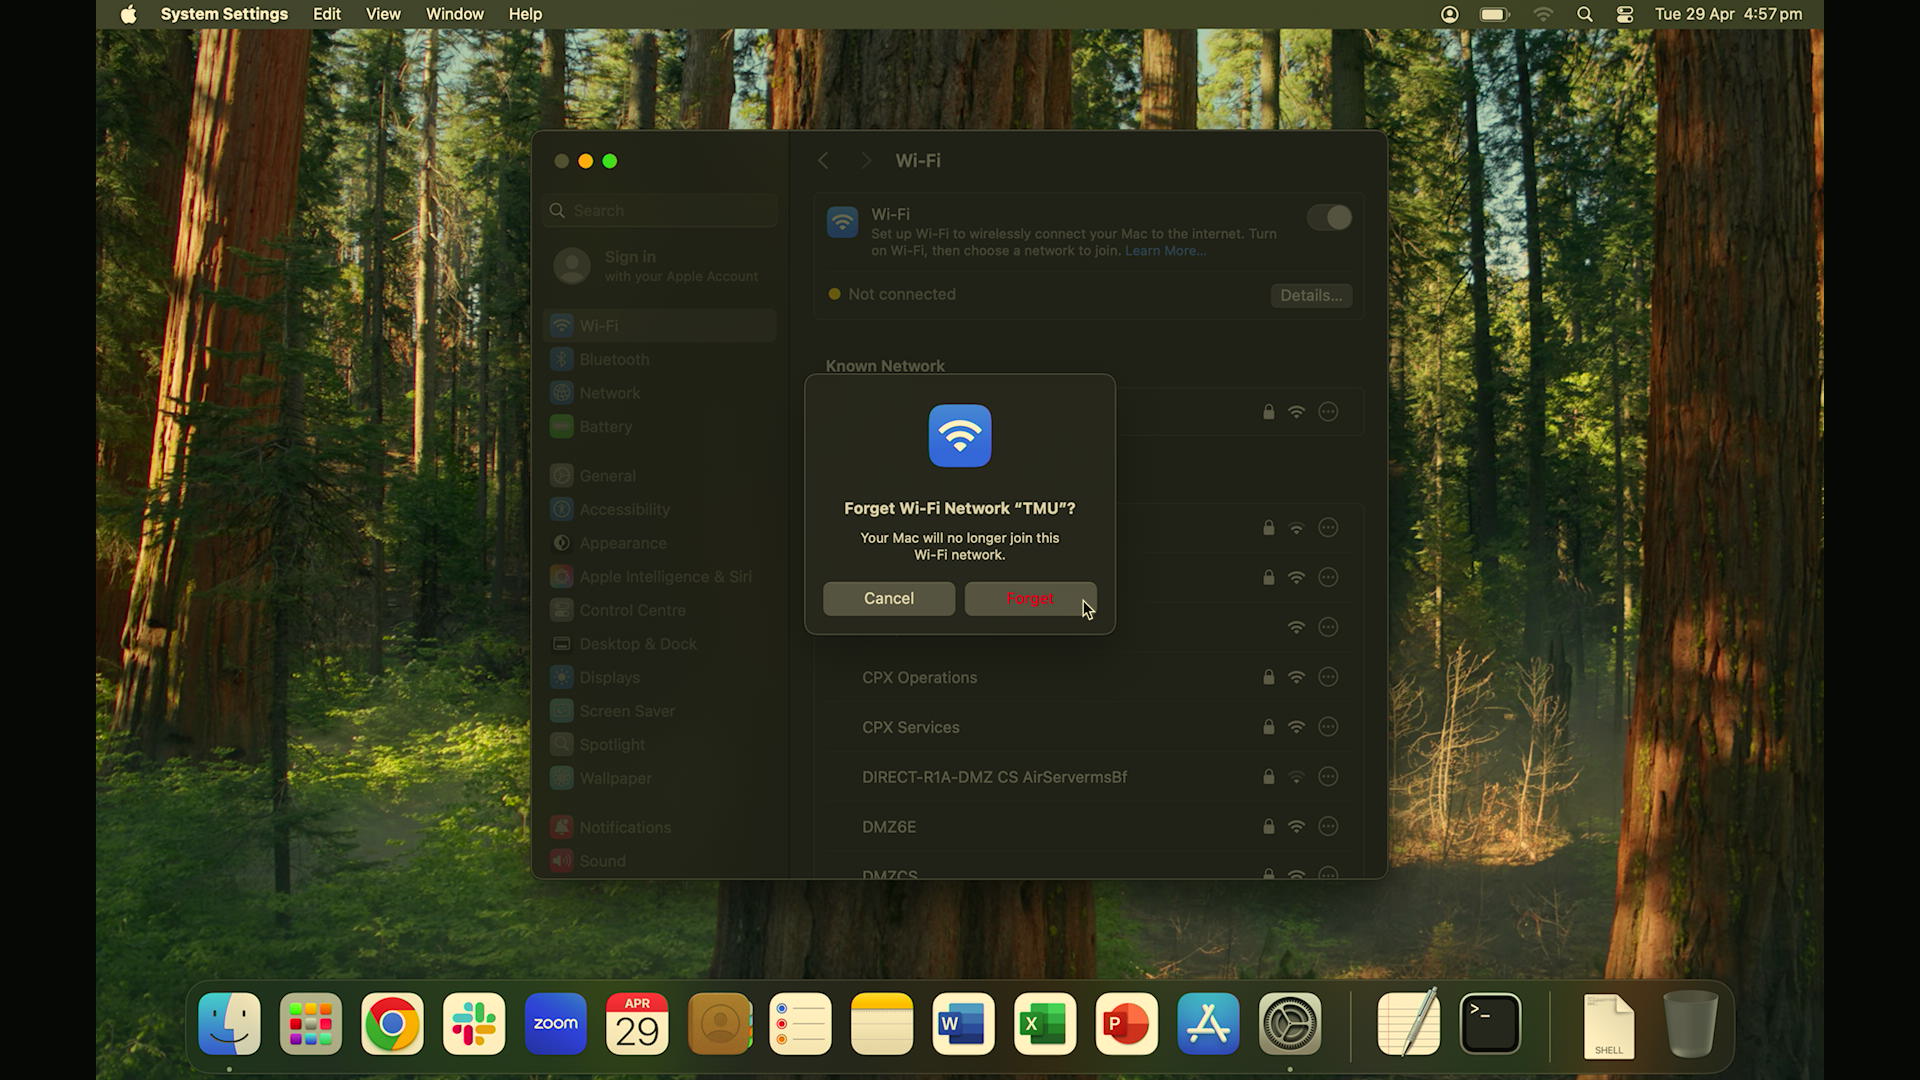 System Settings Edit View Window Help
Tue 29 Apr 4:57 pm
Wi-Fi
Search
Sign in
with your Apple Account
Wi-Fi
Bluetooth
Network
Battery
General
Accessibility
Appearance
Apple Intelligence & Siri
Control Centre
Desktop & Dock
Displays
Screen Saver
Spotlight
Wallpaper
Notifications
Sound
Wi-Fi
Set up Wi-Fi to wirelessly connect your Mac to the internet. Turn
on Wi-Fi, then choose a network to join. Learn More...
Not connected
Details...
Known Network
Forget Wi-Fi Network “TMU”?
Your Mac will no longer join this
Wi-Fi network.
Cancel
Forget
CPX Operations
CPX Services
DIRECT-R1A-DMZ CS AirServermsBf
DMZ6E
DMZCS
zoom
APR
29
W
X
P
>_
SHELL